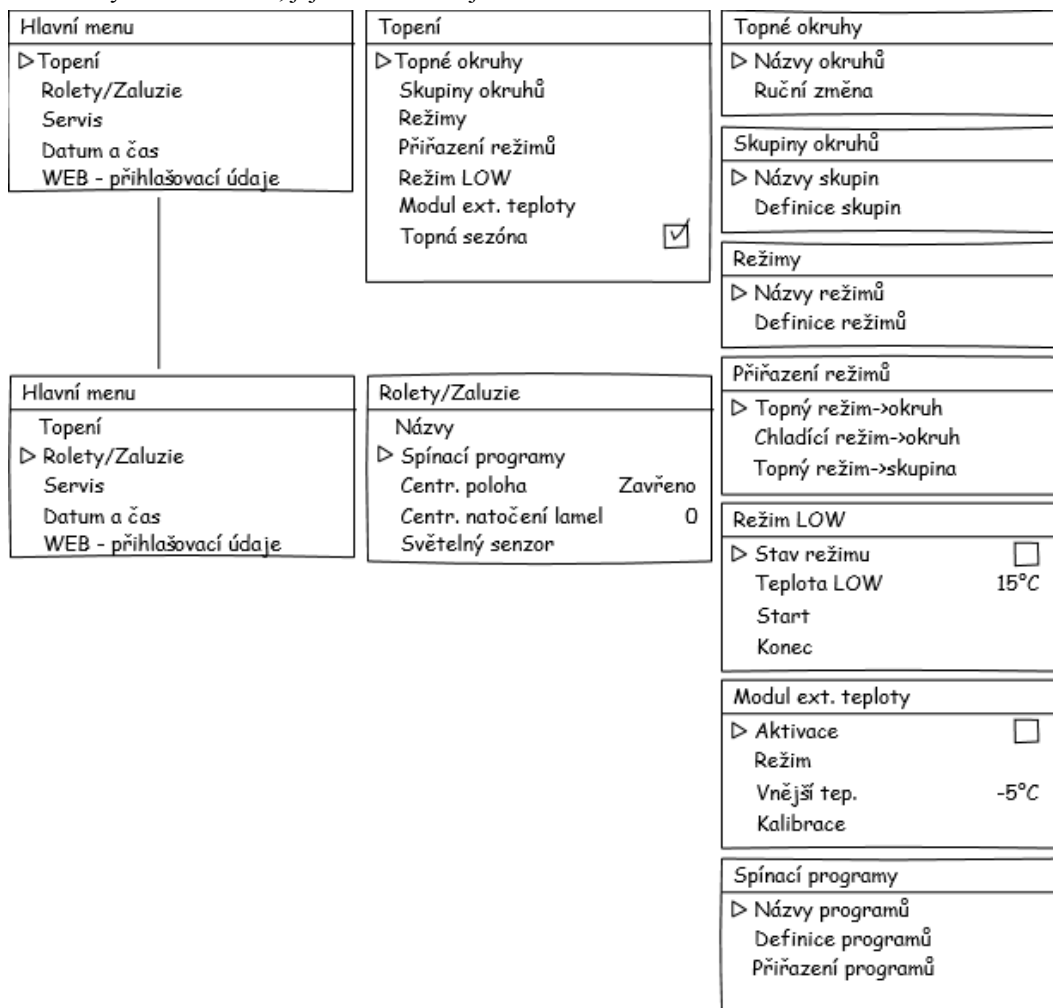 Hlavní menu
Topení
Rolety/Zaluzie
Servis
Datum a čas
WEB - přihlašovací údaje
Topení
Topné okruhy
Skupiny okruhů
Režimy
Přiřazení režimů
Režim LOW
Modul ext. teploty
Topná sezóna
Topné okruhy
Názvy okruhů
Ruční změna
Skupiny okruhů
Názvy skupin
Definice skupin
Režimy
Názvy režimů
Definice režimů
Přiřazení režimů
Topný režim->okruh
Chladící režim->okruh
Topný režim->skupina
Hlavní menu
Topení
Rolety/Zaluzie
Servis
Datum a čas
WEB - přihlašovací údaje
Rolety/Zaluzie
Názvy
Spínací programy
Centr. poloha Zavřeno
Centr. natočení lamel 0
Světelný senzor
Režim LOW
Stav režimu
Teplota LOW 15°C
Start
Konec
Modul ext. teploty
Aktivace
Režim
Vnější tep. -5°C
Kalibrace
Spínací programy
Názvy programů
Definice programů
Přiřazení programů